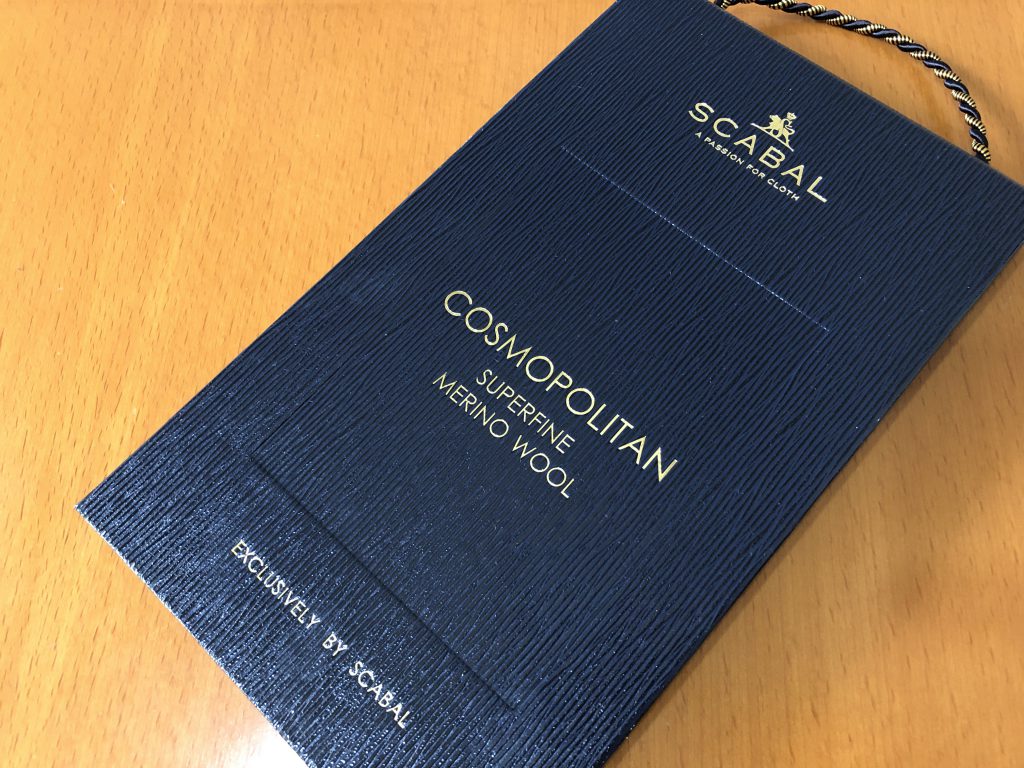 SCABAL
A PASSION FOR CLOTH
COSMOPOLITAN
SUPERFINE
MERINO WOOL
EXCLUSIVELY BY SCABAL